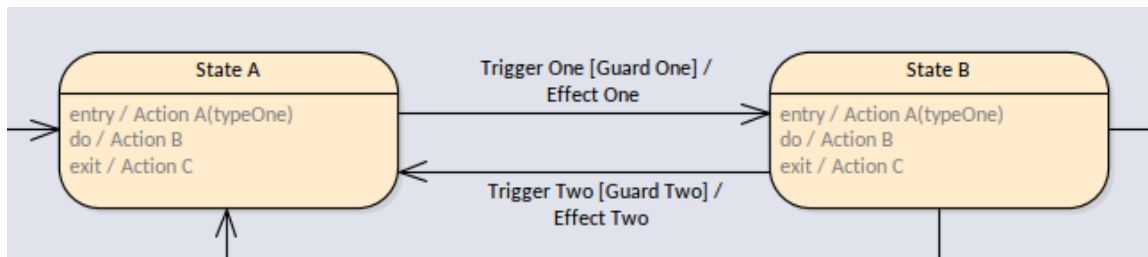 State A
entry / Action A(typeOne)
do / Action B
exit / Action C
Trigger One [Guard One] /
Effect One
Trigger Two [Guard Two] /
Effect Two
State B
entry / Action A(typeOne)
do / Action B
exit / Action C